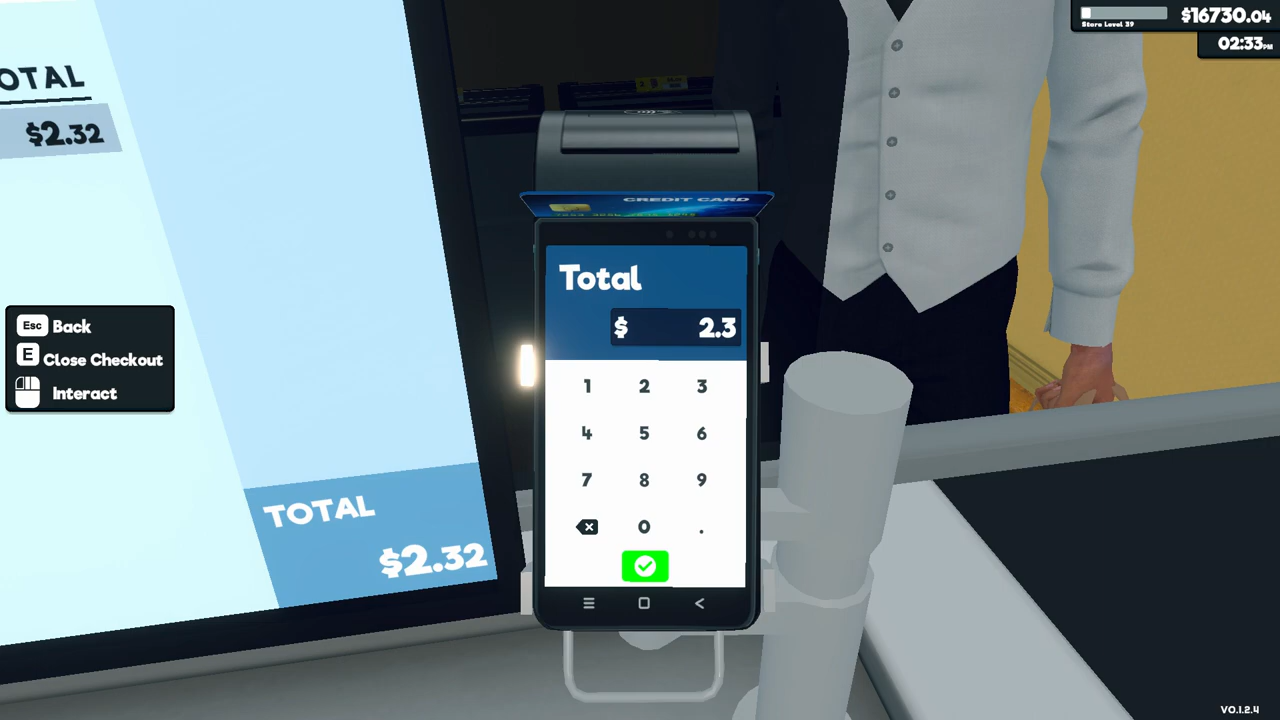 $16730.04
Store Level 39
02:33PM
OTAL
$2.32
CREDIT CARD
Total
$ 2.3
Esc Back
E Close Checkout
Interact
1 2 3
4 5 6
7 8 9
0 .
TOTAL
$2.32
V0.1.2.4